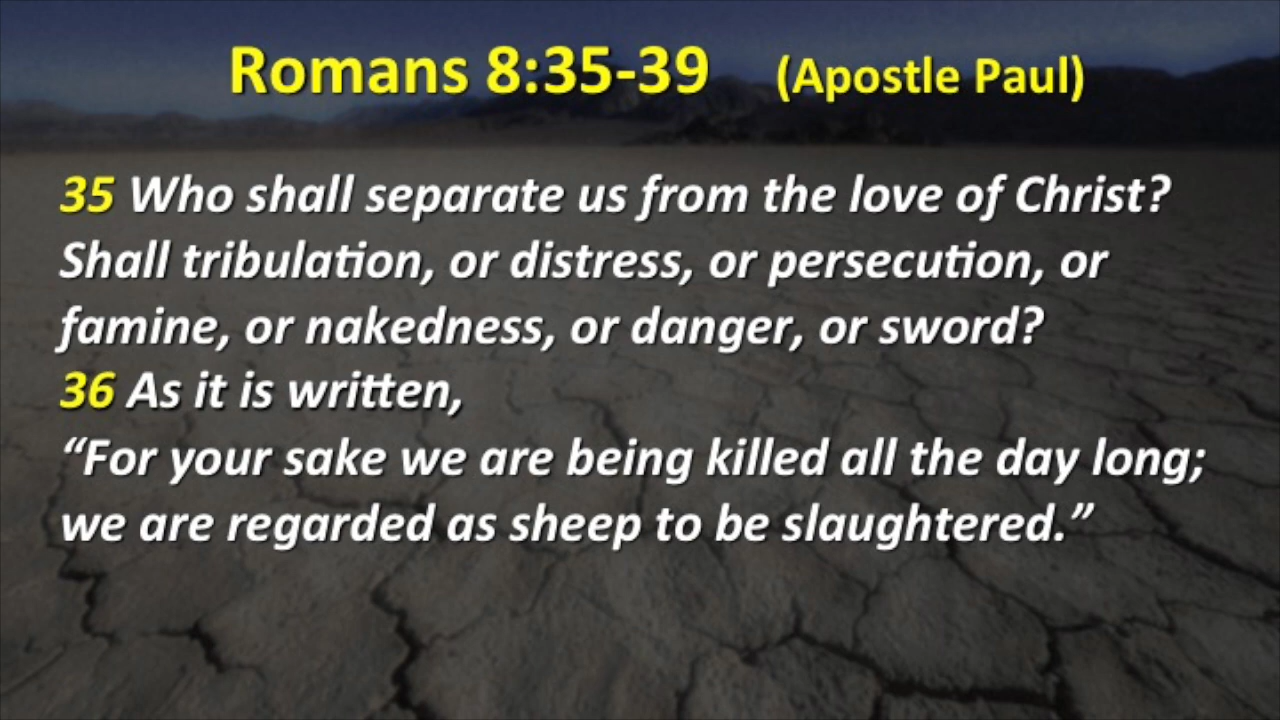 Romans 8:35-39 (Apostle Paul)
35 Who shall separate us from the love of Christ?
Shall tribulation, or distress, or persecution, or
famine, or nakedness, or danger, or sword?
36 As it is written,
“For your sake we are being killed all the day long;
we are regarded as sheep to be slaughtered.”